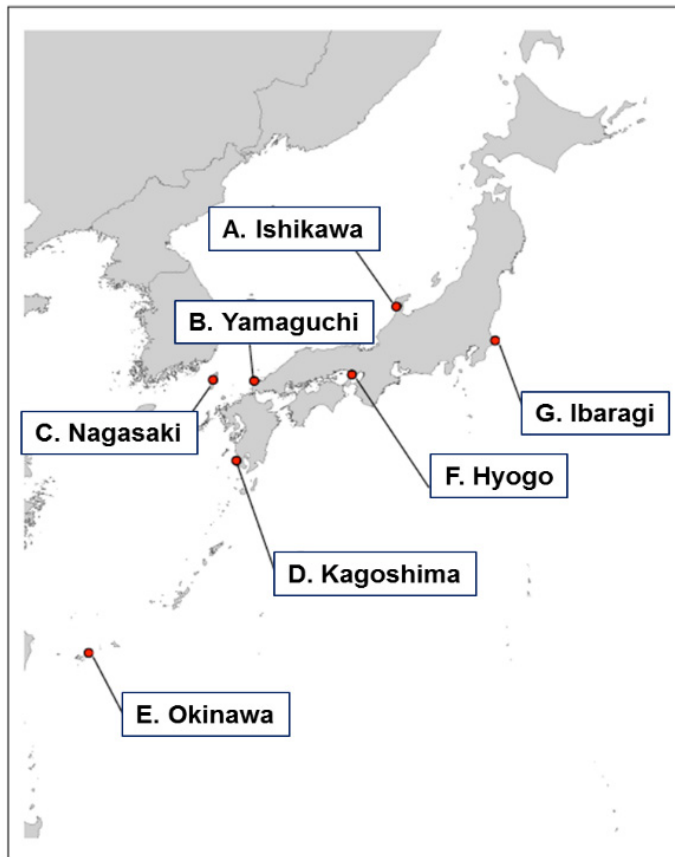 A. Ishikawa
B. Yamaguchi
C. Nagasaki
G. Ibaragi
F. Hyogo
D. Kagoshima
E. Okinawa